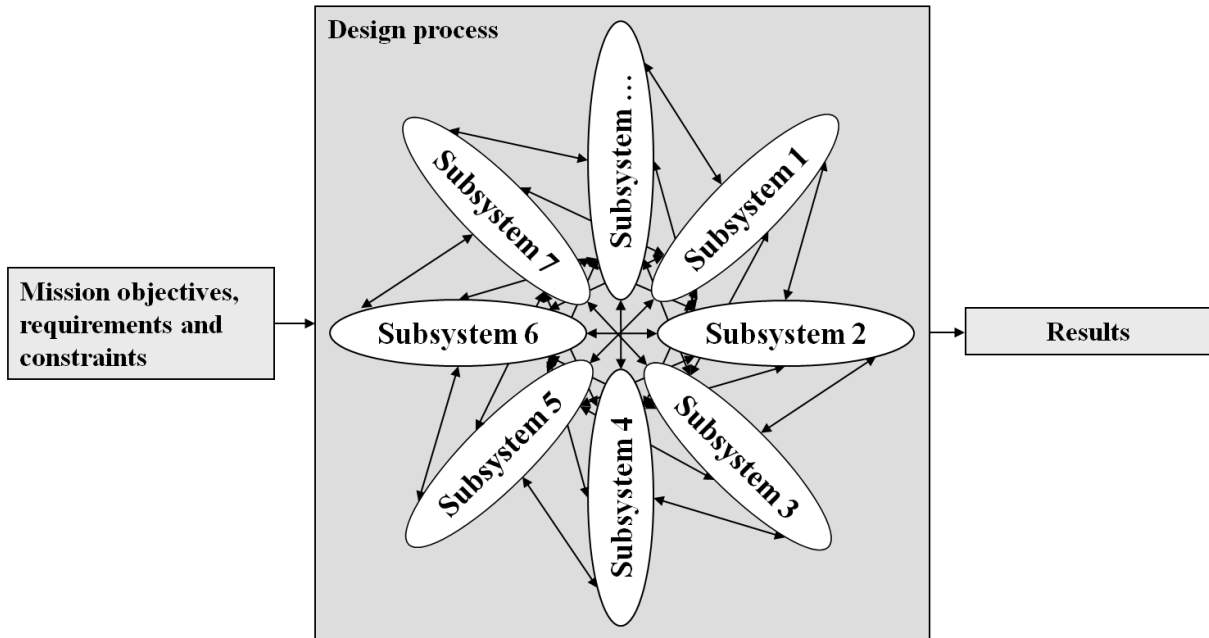 Design process
Subsystem …
Subsystem 1
Subsystem 7
Mission objectives,
requirements and
constraints
Subsystem 6
Subsystem 2
Results
Subsystem 5
Subsystem 4
Subsystem 3